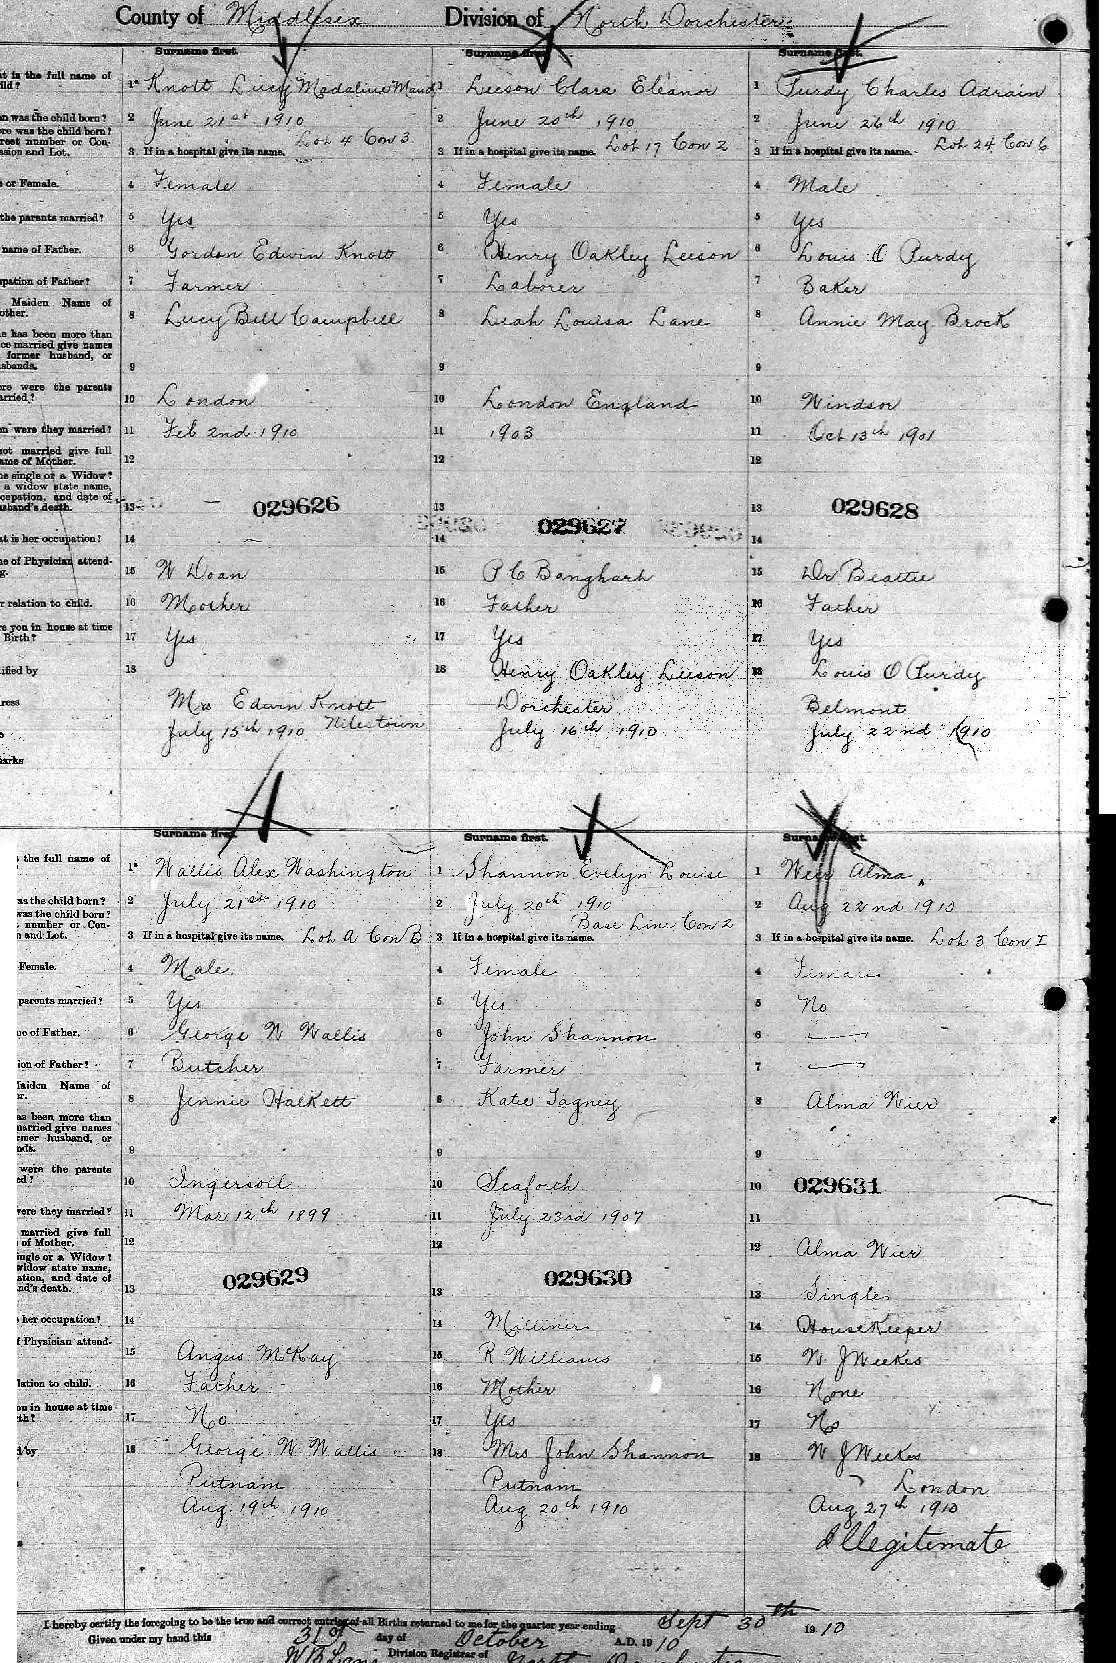 County of Middlesex Division of North Dorchester
Surname first. Surname first. Surname first.
t is the full name of
ild?
1 Knott Lucy Madaline Maud 1 Leeson Clara Eleanor 1 Purdy Charles Adrain
n was the child born?
2 June 21st 1910 2 June 20th 1910 2 June 26th 1910
ere was the child born?
reet number or Con-
ssion and Lot.
3 If in a hospital give its name. Lot 4 Con 3 3 If in a hospital give its name. Lot 17 Con 2 3 If in a hospital give its name. Lot 24 Con 6
e or Female.
4 Female 4 Female 4 Male
the parents married?
5 Yes 5 Yes 5 Yes
name of Father.
6 Gordon Edwin Knott 6 Henry Oakley Leeson 6 Louis O Purdy
upation of Father?
7 Farmer 7 Laborer 7 Baker
Maiden Name of
other.
8 Lucy Bell Campbell 8 Leah Louisa Lane 8 Annie May Brock
he has been more than
ce married give names
former husband, or
sbands.
9 9 9
ere were the parents
arried?
10 London 10 London England 10 Windsor
n were they married?
11 Feb 2nd 1910 11 1903 11 Oct 13th 1901
not married give full
ame of Mother.
12 12 12
he single or a Widow?
a widow state name,
cupation, and date of
usband's death.
13 029626 13 029627 13 029628
at is her occupation?
14 14 14
me of Physician attend-
g.
15 W Doan 15 P C Banghart 15 Dr Beattie
r relation to child.
16 Mother 16 Father 16 Father
re you in house at time
Birth?
17 Yes 17 Yes 17 Yes
ified by
18 18 Henry Oakley Leeson 18 Louis O Purdy
ress
Mrs Edwin Knott Dorchester Belmont
Nilestown
July 15th 1910 July 16th 1910 July 22nd 1910
arks
Surname first. Surname first. Surname first.
the full name of
1 Wallis Alex Washington 1 Shannon Evelyn Louise 1 Weir Alma
as the child born?
2 July 21st 1910 2 July 20th 1910 2 Aug 22nd 1910
was the child born?
number or Con-
n and Lot.
Base Line Con 2
3 If in a hospital give its name. Lot A Con B 3 If in a hospital give its name. 3 If in a hospital give its name. Lot 3 Con I
Female.
4 Male 4 Female 4 Female
parents married?
5 Yes 5 Yes 5 No
ue of Father.
6 George W Wallis 6 John Shannon 6 —
ion of Father?
7 Butcher 7 Farmer 7 —
Maiden Name of
er.
8 Jennie Halkett 8 Kate Tagney 8 Alma Wier
as been more than
married give names
rmer husband, or
nds.
9 9 9
were the parents
ed?
10 Ingersoll 10 Seaforth 10 029631
were they married?
11 Mar 12th 1899 11 July 23rd 1907 11
married give full
of Mother.
12 12 12 Alma Wier
ingle or a Widow?
widow state name,
ation, and date of
nd's death.
13 029629 13 029630 13 Single
her occupation?
14 14 Milliner 14 HouseKeeper
f Physician attend-
15 Angus McKay 15 R Williams 15 W J Weekes
lation to child.
16 Father 16 Mother 16 None
ou in house at time
rth?
17 No 17 Yes 17 No
d by
18 George W Wallis 18 Mrs John Shannon 18 W J Weekes
Putnam Putnam London
Aug 19th 1910 Aug 20th 1910 Aug 27th 1910
Illegitemate
I hereby certify the foregoing to be the true and correct entries of all Births returned to me for the quarter year ending Sept 30th 1910
Given under my hand this 31st day of October A.D. 1910
W B Lane Division Registrar of North Dorchester